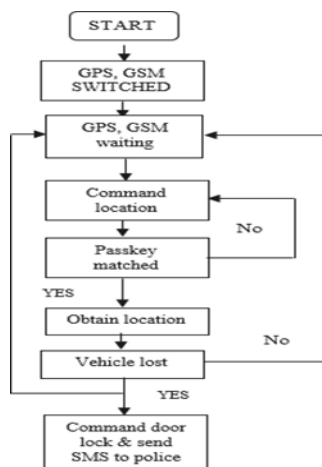 START
GPS, GSM
SWITCHED
GPS, GSM
waiting
Command
location
No
Passkey
matched
YES
Obtain location
No
Vehicle lost
YES
Command door
lock & send
SMS to police